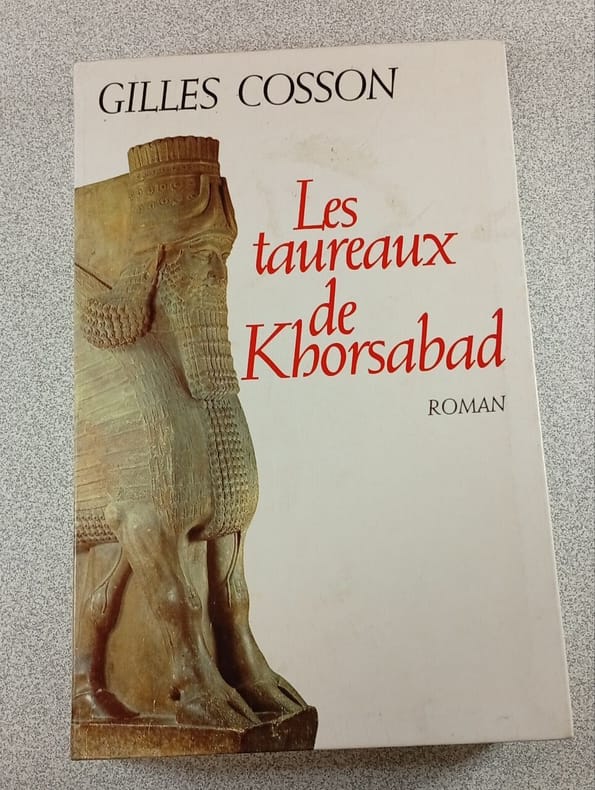 GILLES COSSON
Les
taureaux
de
Khorsabad
ROMAN